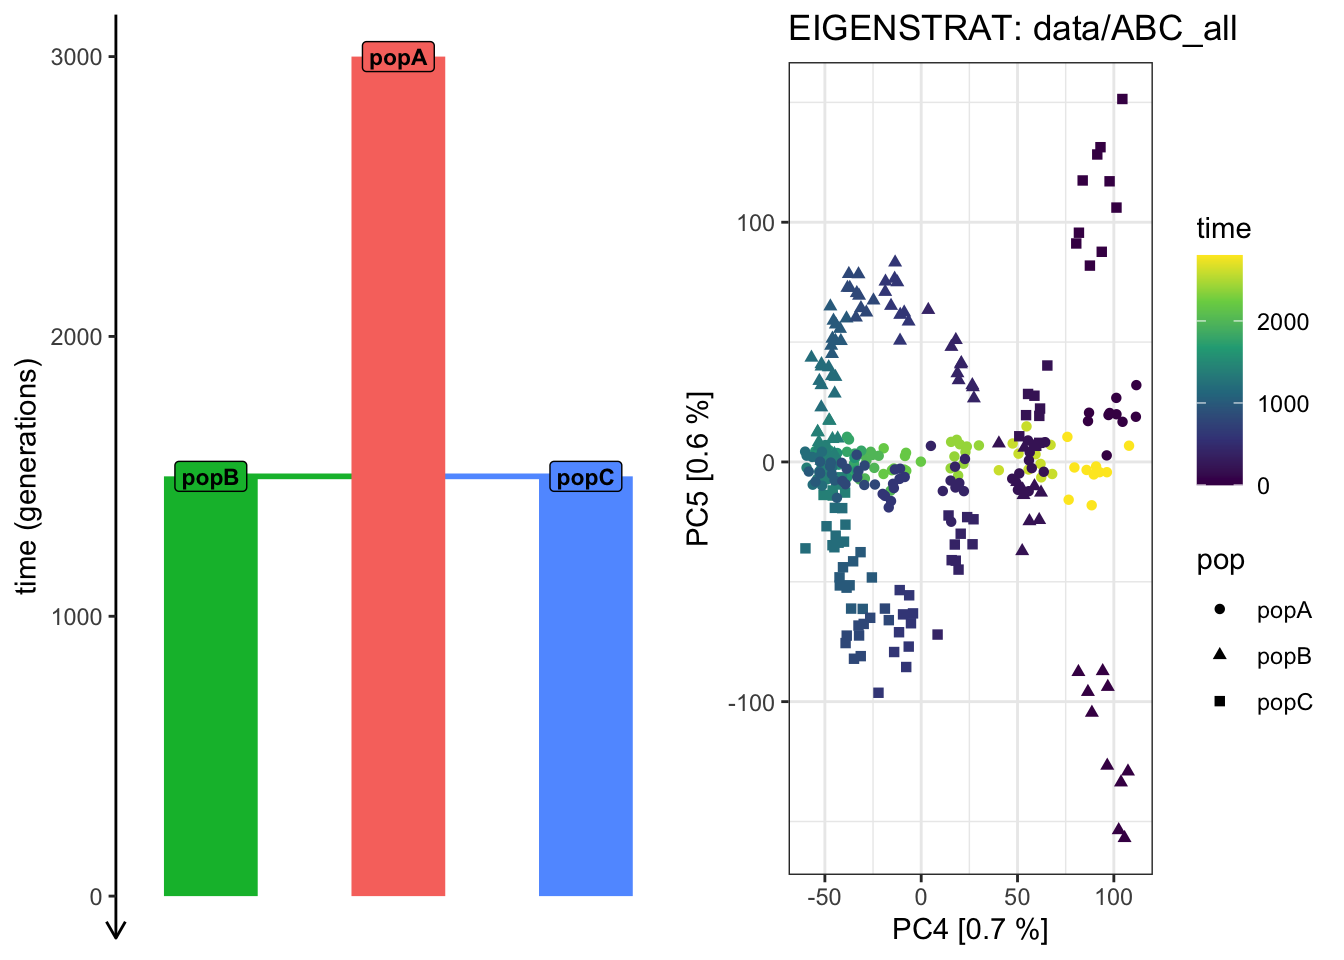 time (generations)
3000
2000
1000
0
popA
popB
popC
EIGENSTRAT: data/ABC_all
PC5 [0.6 %]
100
0
-100
-50
0
50
100
PC4 [0.7 %]
time
2000
1000
0
pop
popA
popB
popC